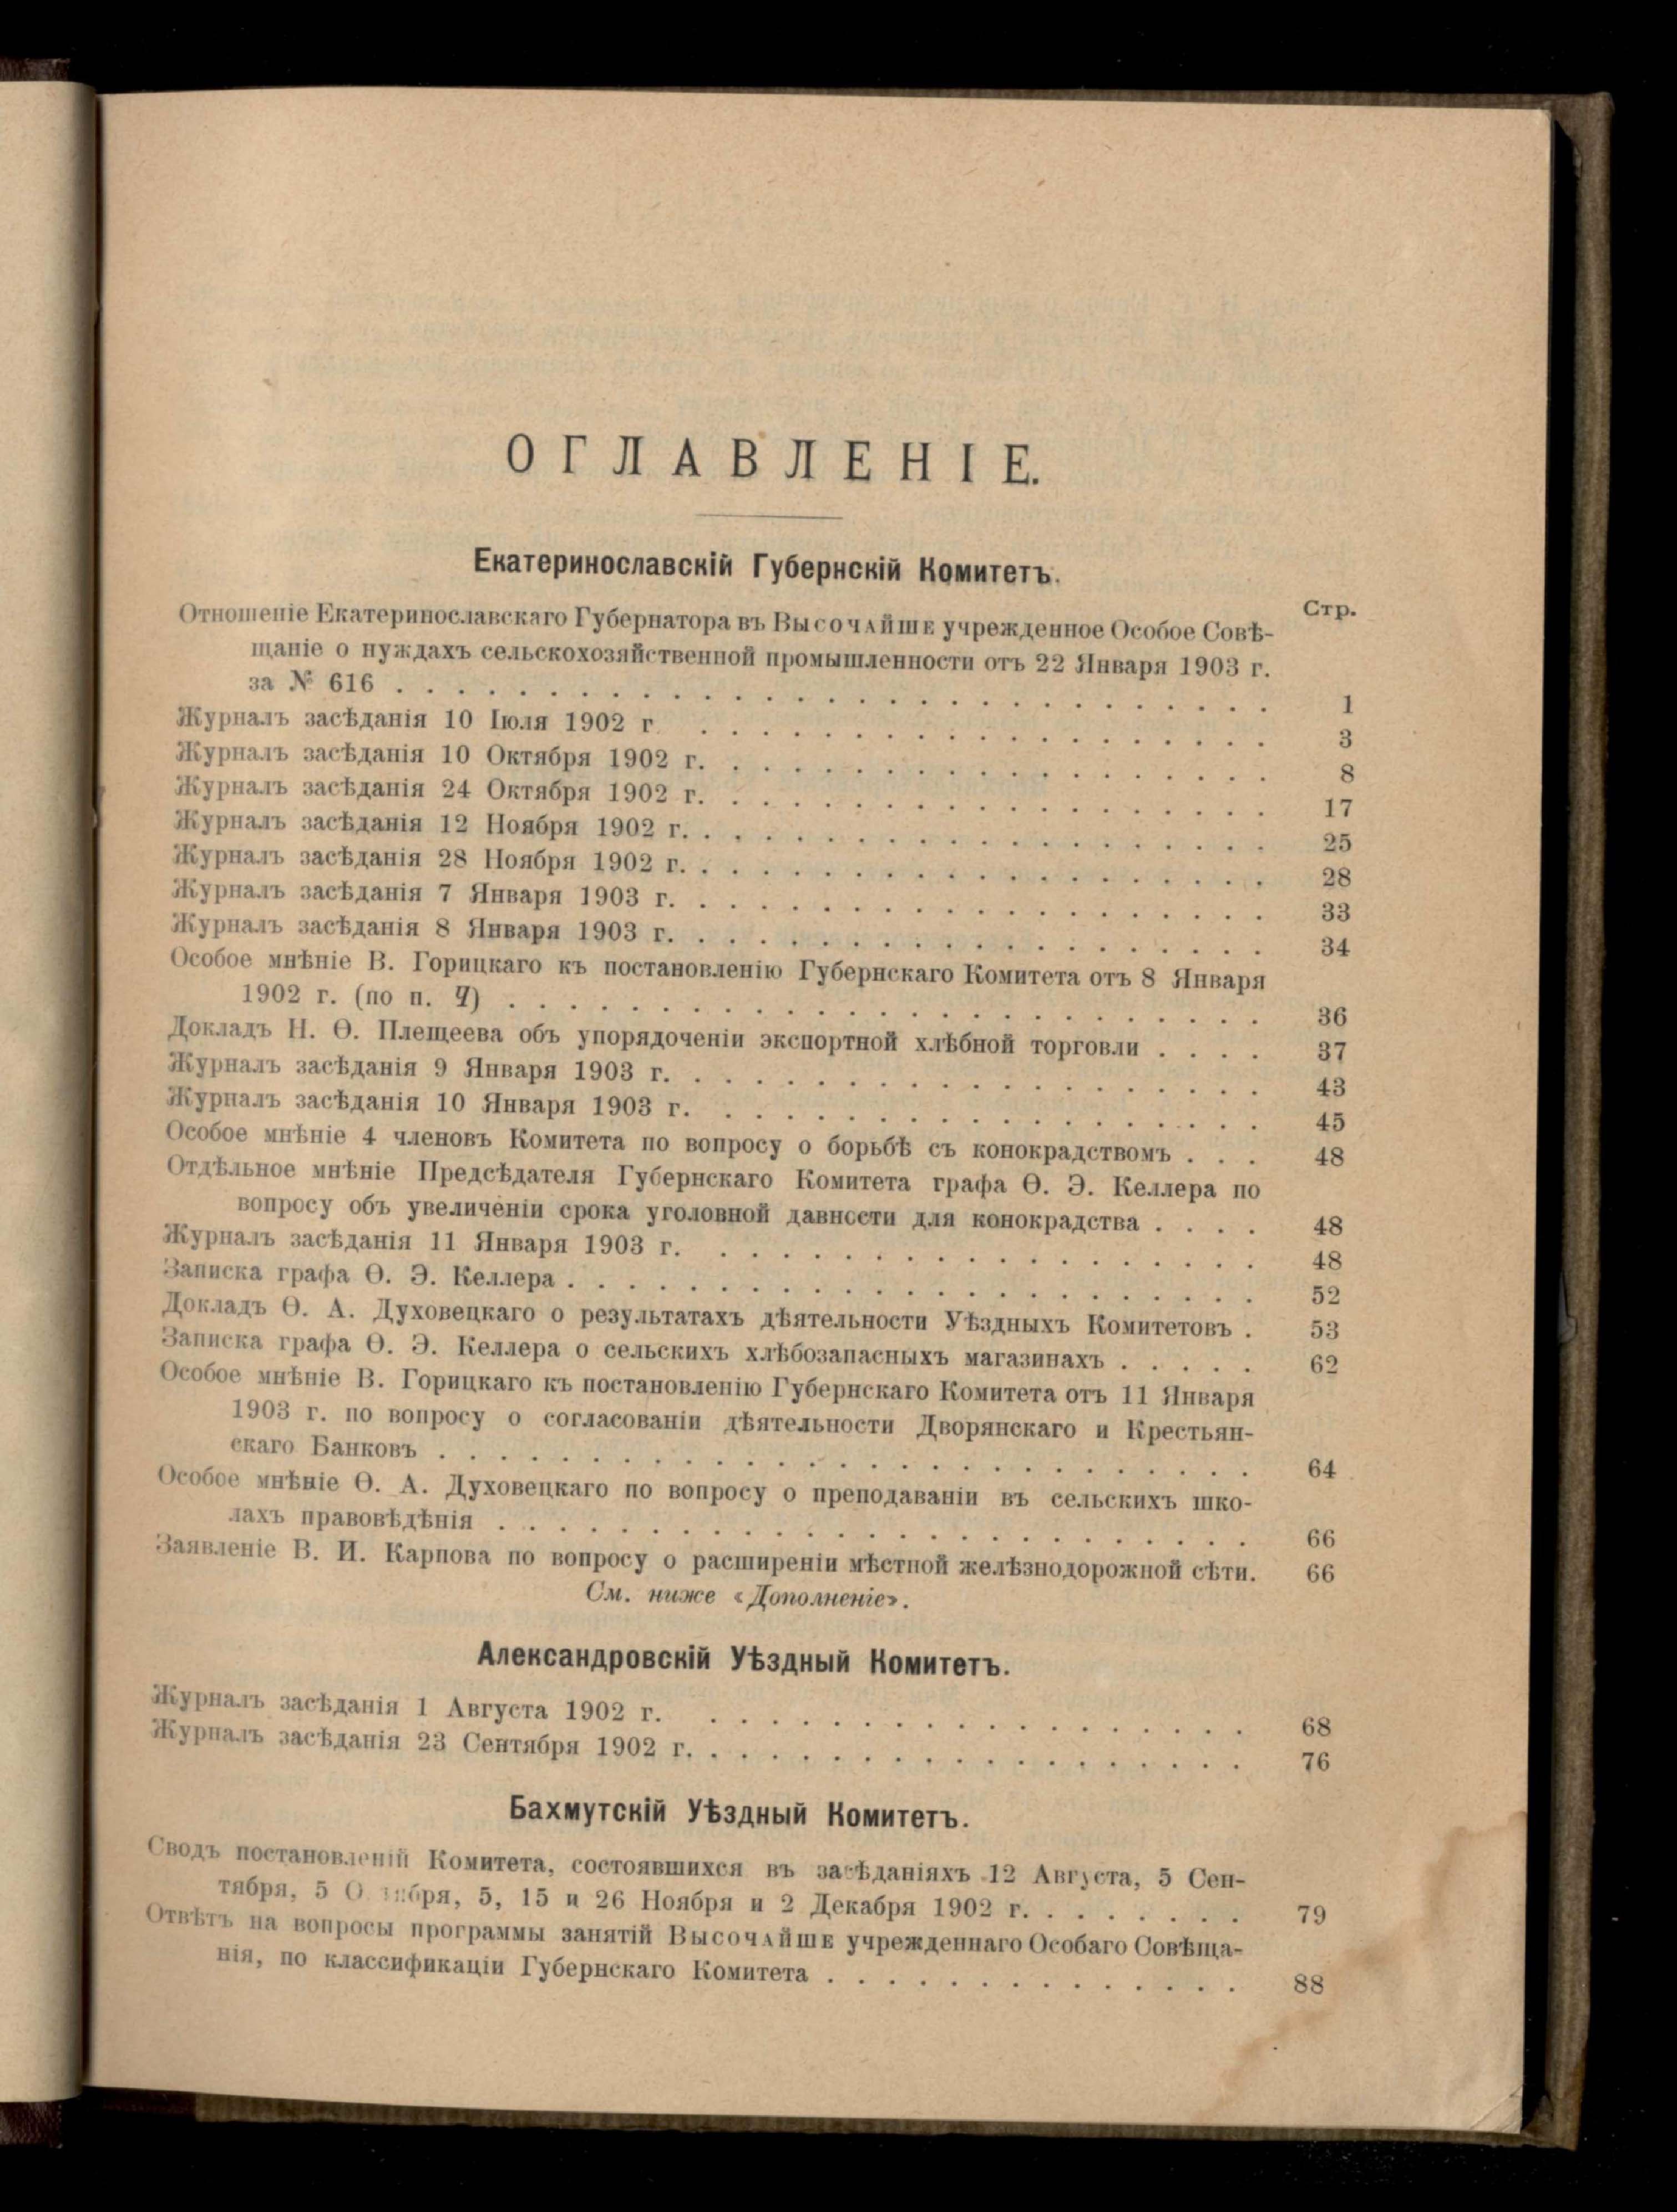 ОГЛАВЛЕНІЕ.
Екатеринославскій Губернскій Комитетъ.
Стр.
Отношеніе Екатеринославскаго Губернатора въ Высочайше учрежденное Особое Совѣ-
щаніе о нуждахъ сельскохозяйственной промышленности отъ 22 Января 1903 г.
за № 616 . . . . . . . . . . . . . . . . . . . . 1
Журналъ засѣданія 10 Іюля 1902 г. . . . . . . . . . . . . . . . 3
Журналъ засѣданія 10 Октября 1902 г. . . . . . . . . . . . . . . 8
Журналъ засѣданія 24 Октября 1902 г. . . . . . . . . . . . . . . 17
Журналъ засѣданія 12 Ноября 1902 г. . . . . . . . . . . . . . . 25
Журналъ засѣданія 28 Ноября 1902 г. . . . . . . . . . . . . . . 28
Журналъ засѣданія 7 Января 1903 г. . . . . . . . . . . . . . . 33
Журналъ засѣданія 8 Января 1903 г. . . . . . . . . . . . . . . 34
Особое мнѣніе В. Горицкаго къ постановленію Губернскаго Комитета отъ 8 Января
1902 г. (по п. Ч) . . . . . . . . . . . . . . . . . . 36
Докладъ Н. Ѳ. Плещеева объ упорядоченіи экспортной хлѣбной торговли . . . . 37
Журналъ засѣданія 9 Января 1903 г. . . . . . . . . . . . . . . 43
Журналъ засѣданія 10 Января 1903 г. . . . . . . . . . . . . . . 45
Особое мнѣніе 4 членовъ Комитета по вопросу о борьбѣ съ конокрадствомъ . . . 48
Отдѣльное мнѣніе Предсѣдателя Губернскаго Комитета графа Ѳ. Э. Келлера по
вопросу объ увеличеніи срока уголовной давности для конокрадства . . . . 48
Журналъ засѣданія 11 Января 1903 г. . . . . . . . . . . . . . . 48
Записка графа Ѳ. Э. Келлера . . . . . . . . . . . . . . . . . 52
Докладъ Ѳ. А. Духовецкаго о результатахъ дѣятельности Уѣздныхъ Комитетовъ . 53
Записка графа Ѳ. Э. Келлера о сельскихъ хлѣбозапасныхъ магазинахъ . . . . . 62
Особое мнѣніе В. Горицкаго къ постановленію Губернскаго Комитета отъ 11 Января
1903 г. по вопросу о согласованіи дѣятельности Дворянскаго и Крестьян-
скаго Банковъ . . . . . . . . . . . . . . . . . . . . 64
Особое мнѣніе Ѳ. А. Духовецкаго по вопросу о преподаваніи въ сельскихъ шко-
лахъ правовѣдѣнія . . . . . . . . . . . . . . . . . . . 66
Заявленіе В. И. Карпова по вопросу о расширеніи мѣстной желѣзнодорожной сѣти. 66
См. ниже «Дополненіе».
Александровскій Уѣздный Комитетъ.
Журналъ засѣданія 1 Августа 1902 г. . . . . . . . . . . . . . . 68
Журналъ засѣданія 23 Сентября 1902 г. . . . . . . . . . . . . . . 76
Бахмутскій Уѣздный Комитетъ.
Сводъ постановленій Комитета, состоявшихся въ засѣданіяхъ 12 Августа, 5 Сен-
тября, 5 Октября, 5, 15 и 26 Ноября и 2 Декабря 1902 г. . . . . . . . 79
Отвѣтъ на вопросы программы занятій Высочайше учрежденнаго Особаго Совѣща-
нія, по классификаціи Губернскаго Комитета . . . . . . . . . . . . . . 88